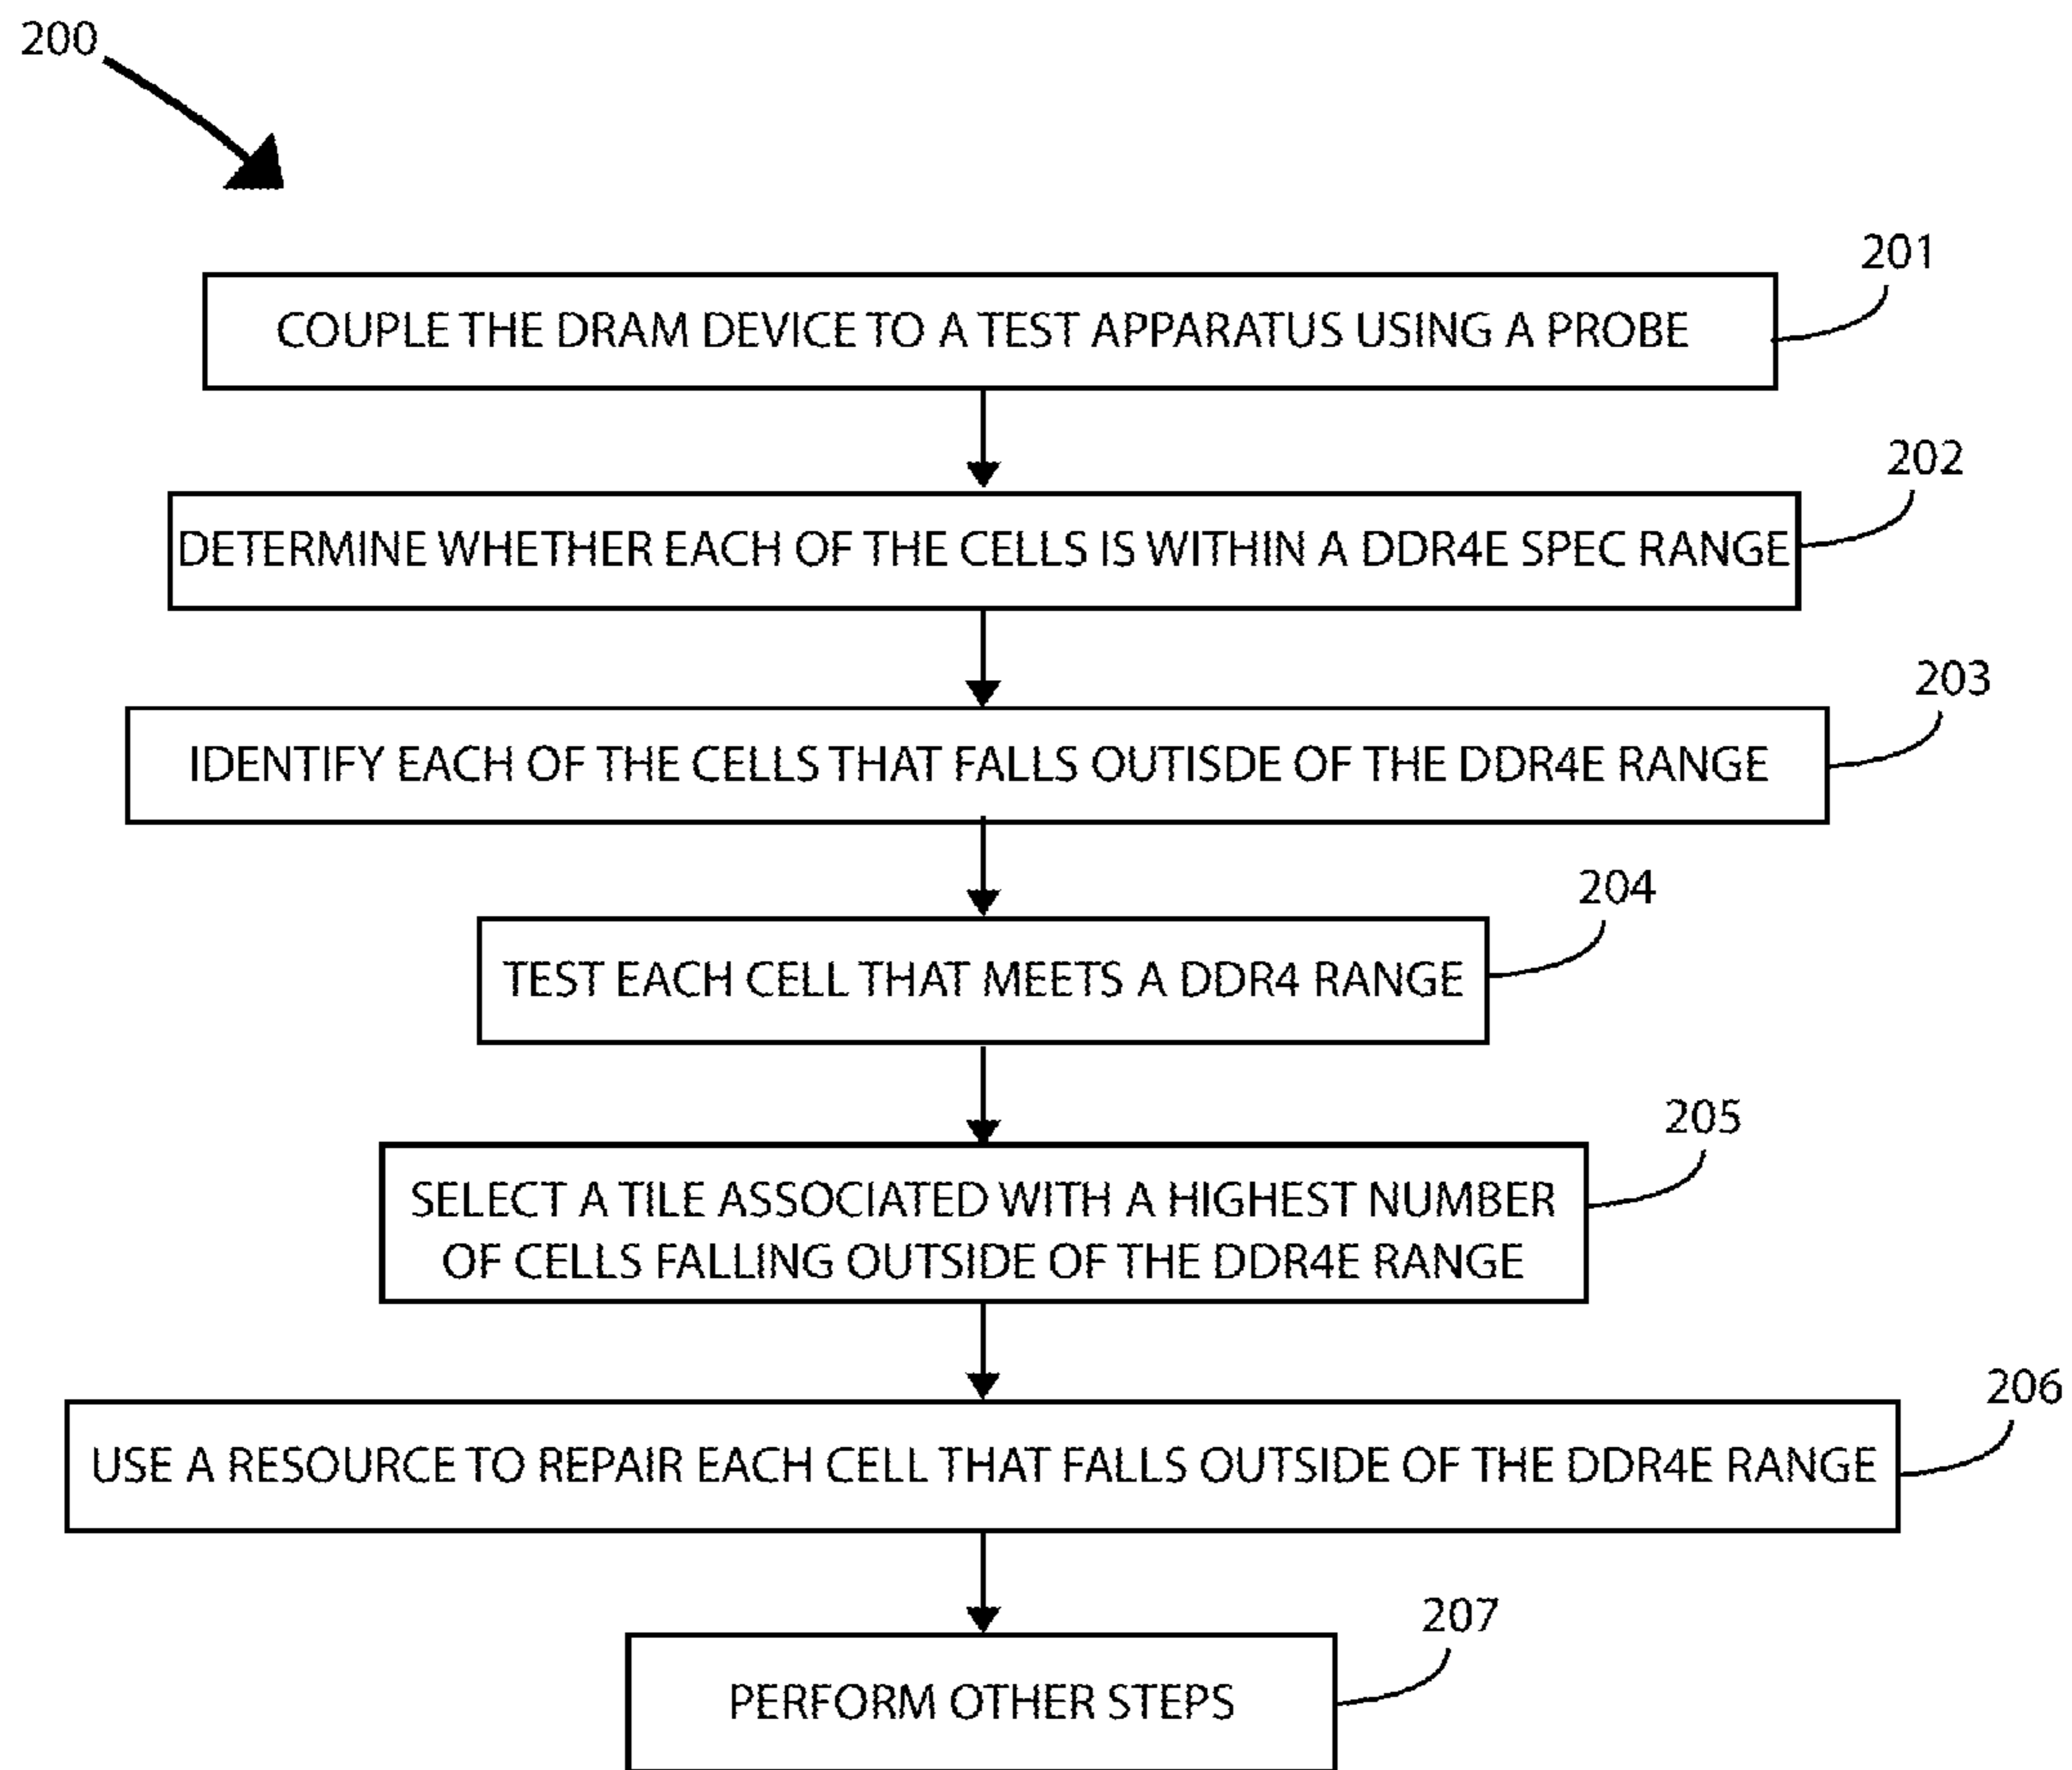 200
201
COUPLE THE DRAM DEVICE TO A TEST APPARATUS USING A PROBE
202
DETERMINE WHETHER EACH OF THE CELLS IS WITHIN A DDR4E SPEC RANGE
203
IDENTIFY EACH OF THE CELLS THAT FALLS OUTISDE OF THE DDR4E RANGE
204
TEST EACH CELL THAT MEETS A DDR4 RANGE
205
SELECT A TILE ASSOCIATED WITH A HIGHEST NUMBER
OF CELLS FALLING OUTSIDE OF THE DDR4E RANGE
206
USE A RESOURCE TO REPAIR EACH CELL THAT FALLS OUTSIDE OF THE DDR4E RANGE
207
PERFORM OTHER STEPS